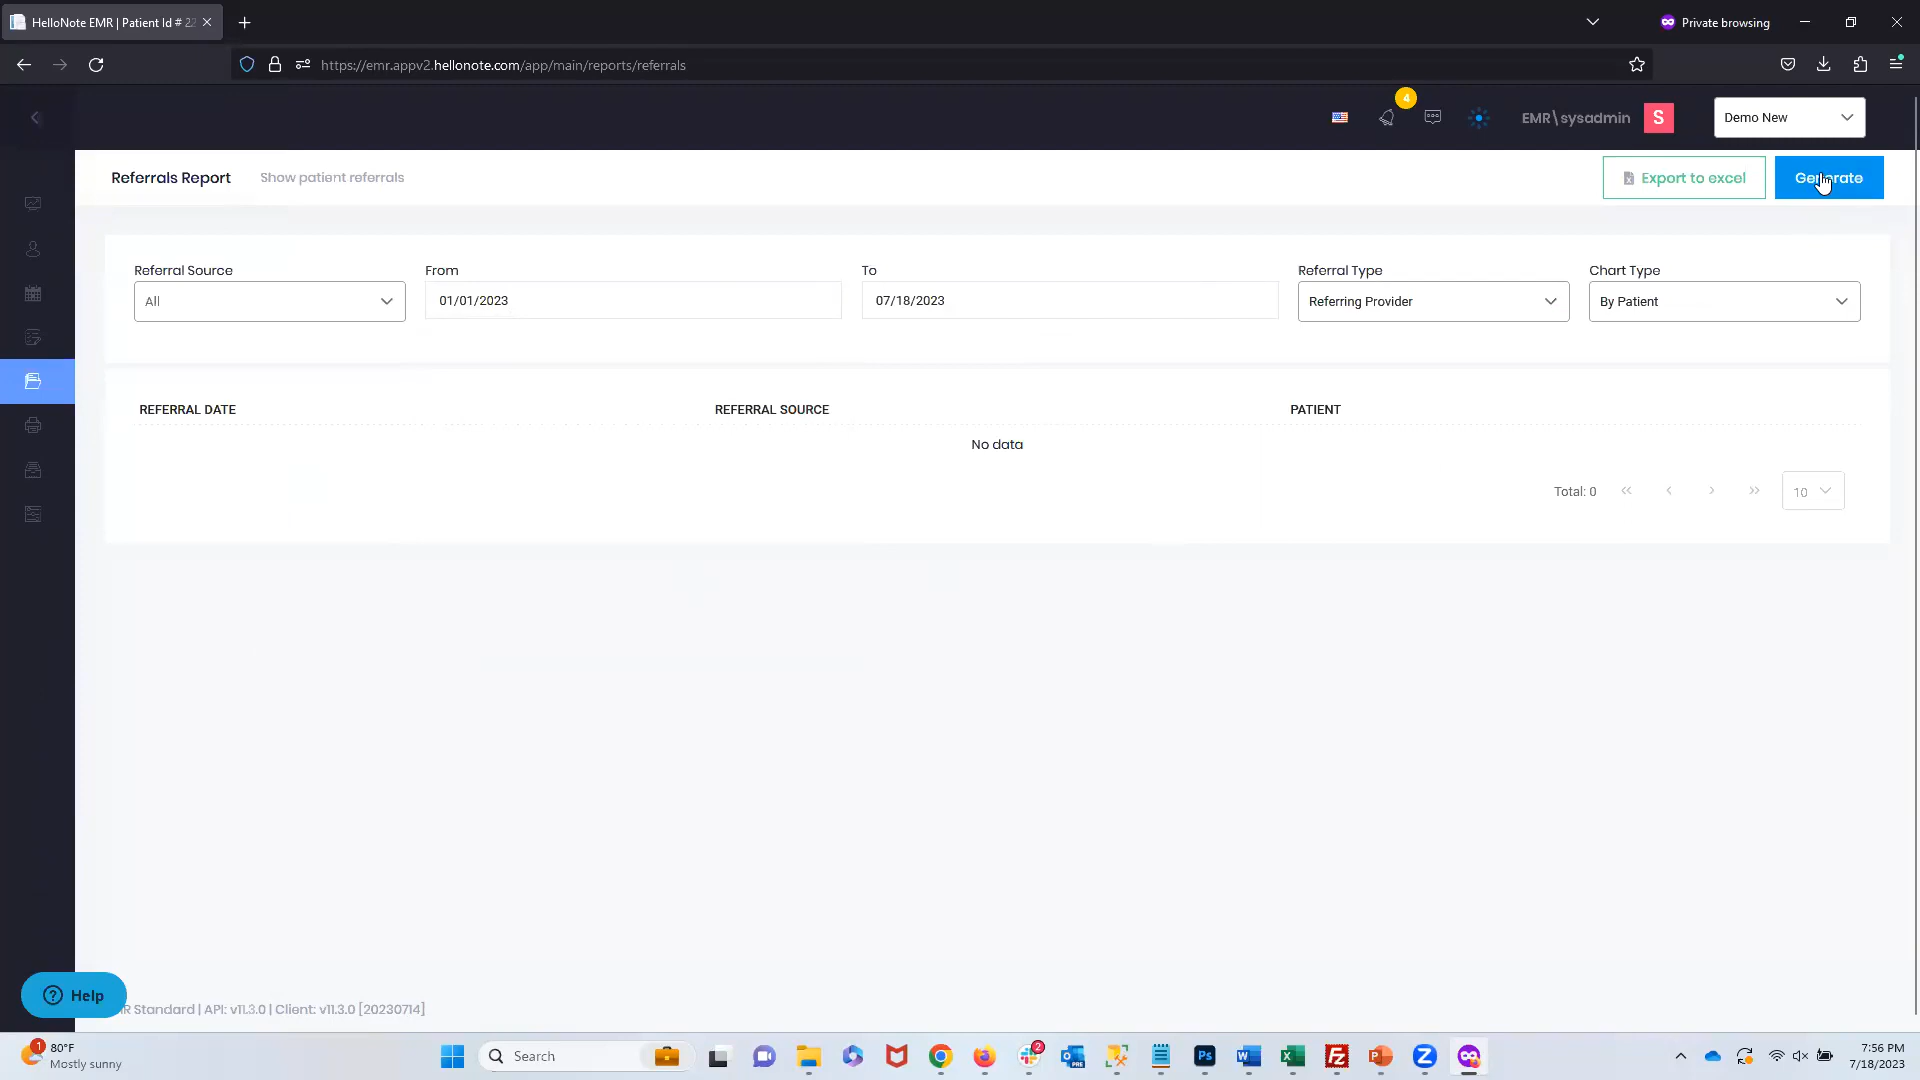 HelloNote EMR | Patient Id # 22
Private browsing
https://emr.appv2.hellonote.com/app/main/reports/referrals
4
EMR\sysadmin
S
Demo New
Referrals Report
Show patient referrals
Export to excel
Generate
Referral Source
From
To
Referral Type
Chart Type
All
01/01/2023
07/18/2023
Referring Provider
By Patient
REFERRAL DATE
REFERRAL SOURCE
PATIENT
No data
Total: 0
10
Help
R Standard | API: v11.3.0 | Client: v11.3.0 [20230714]
1
80°F
Mostly sunny
Search
2
Ps
7:56 PM
7/18/2023